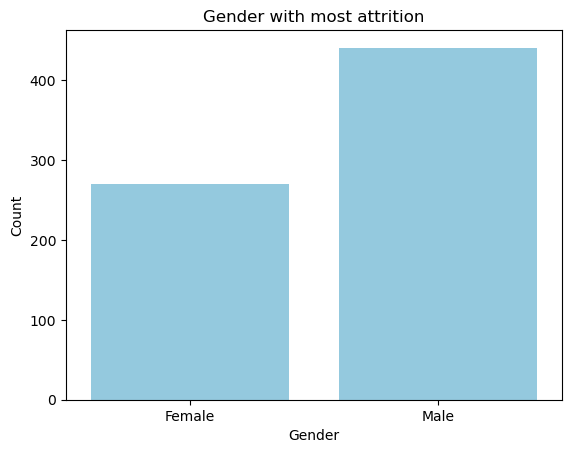 Gender with most attrition
Count
400
300
200
100
0
Female Male
Gender